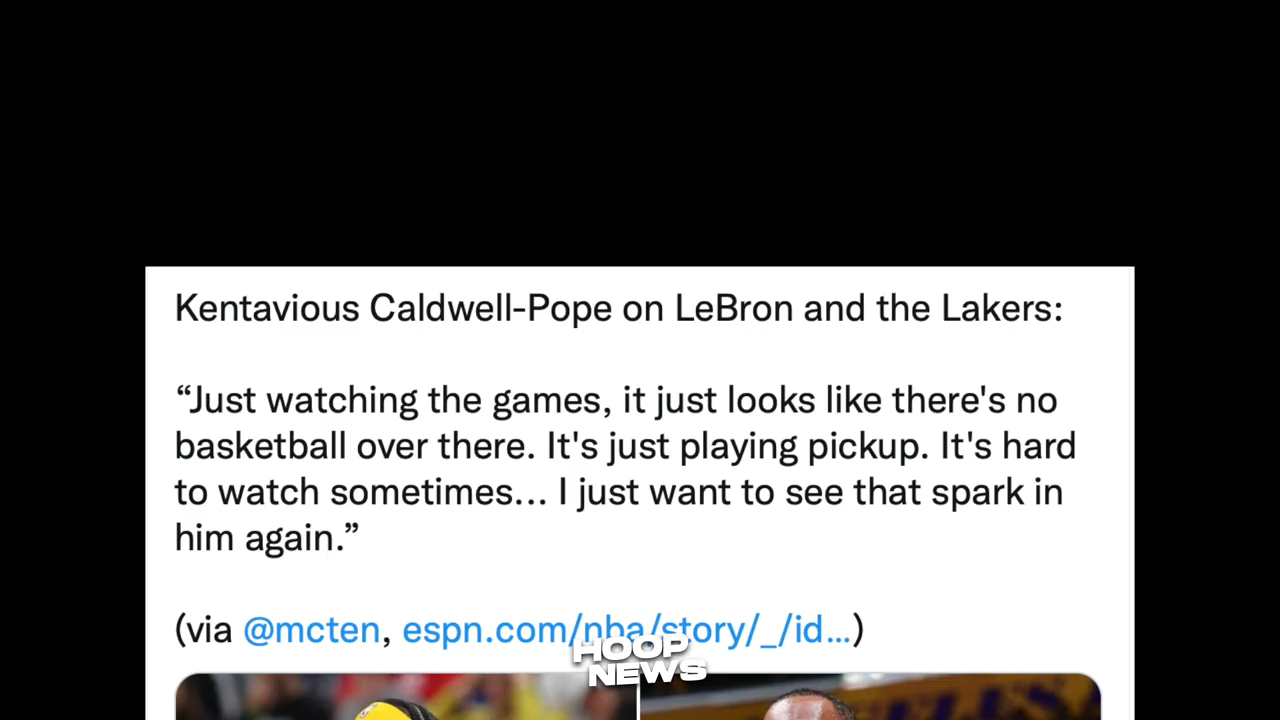 Kentavious Caldwell-Pope on LeBron and the Lakers:
“Just watching the games, it just looks like there's no
basketball over there. It's just playing pickup. It's hard
to watch sometimes... I just want to see that spark in
him again.”
(via @mcten, espn.com/nba/story/_/id...)
HOOP
NEWS